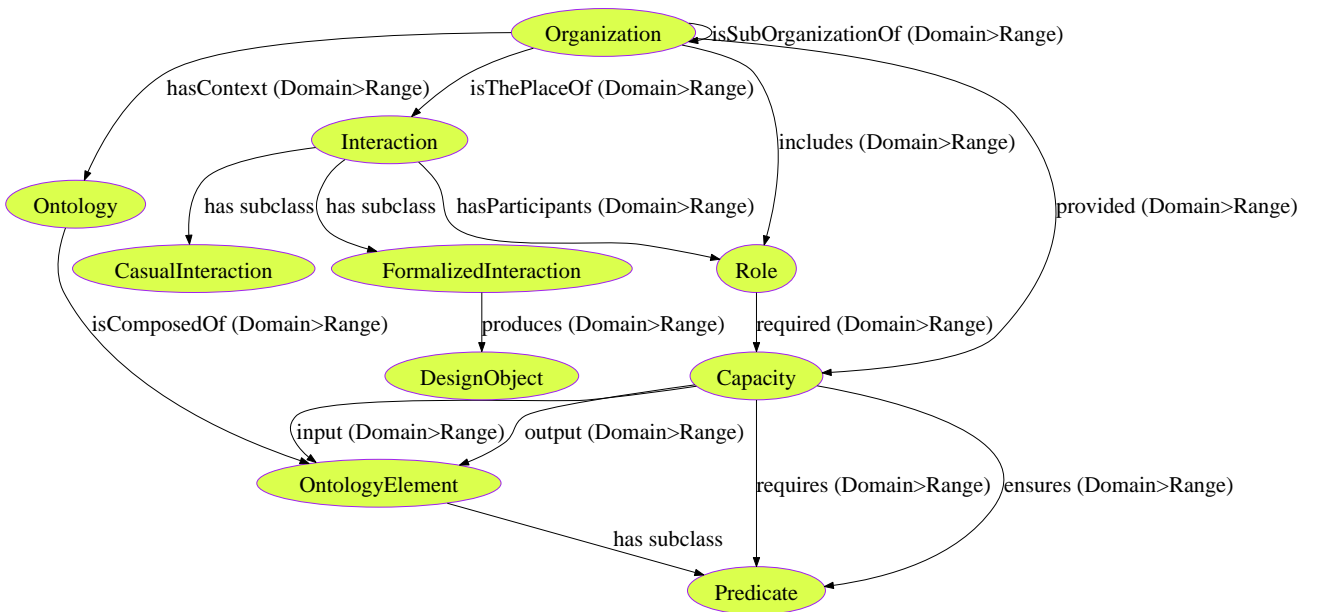 Organization
isSubOrganizationOf (Domain>Range)
hasContext (Domain>Range)
isThePlaceOf (Domain>Range)
Interaction
includes (Domain>Range)
Ontology
has subclass
has subclass
hasParticipants (Domain>Range)
provided (Domain>Range)
CasualInteraction
FormalizedInteraction
Role
isComposedOf (Domain>Range)
produces (Domain>Range)
required (Domain>Range)
DesignObject
Capacity
input (Domain>Range)
output (Domain>Range)
OntologyElement
requires (Domain>Range)
ensures (Domain>Range)
has subclass
Predicate